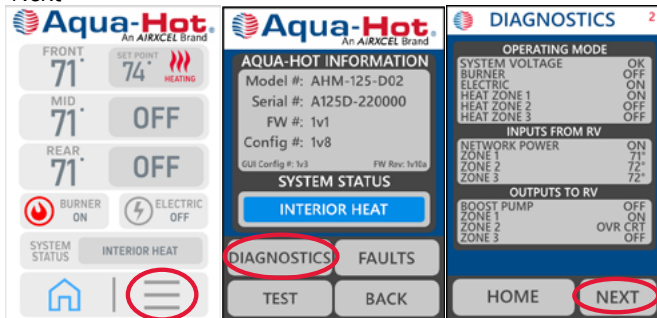 Aqua-Hot.
An AIRXCEL Brand
FRONT
71°
SET POINT
74°
HEATING
MID
71°
OFF
REAR
71°
OFF
BURNER
ON
ELECTRIC
OFF
SYSTEM
STATUS
INTERIOR HEAT
Aqua-Hot.
An AIRXCEL Brand
AQUA-HOT INFORMATION
Model #: AHM-125-D02
Serial #: A125D-220000
FW #: 1v1
Config #: 1v8
GUI Config #: 1v3 FW Rev: 1v10a
SYSTEM STATUS
INTERIOR HEAT
DIAGNOSTICS FAULTS
TEST BACK
DIAGNOSTICS 2
OPERATING MODE
SYSTEM VOLTAGE OK
BURNER OFF
ELECTRIC ON
HEAT ZONE 1 ON
HEAT ZONE 2 OFF
HEAT ZONE 3 OFF
INPUTS FROM RV
NETWORK POWER ON
ZONE 1 71°
ZONE 2 72°
ZONE 3 72°
OUTPUTS TO RV
BOOST PUMP OFF
ZONE 1 ON
ZONE 2 OVR CRT
ZONE 3 OFF
HOME NEXT